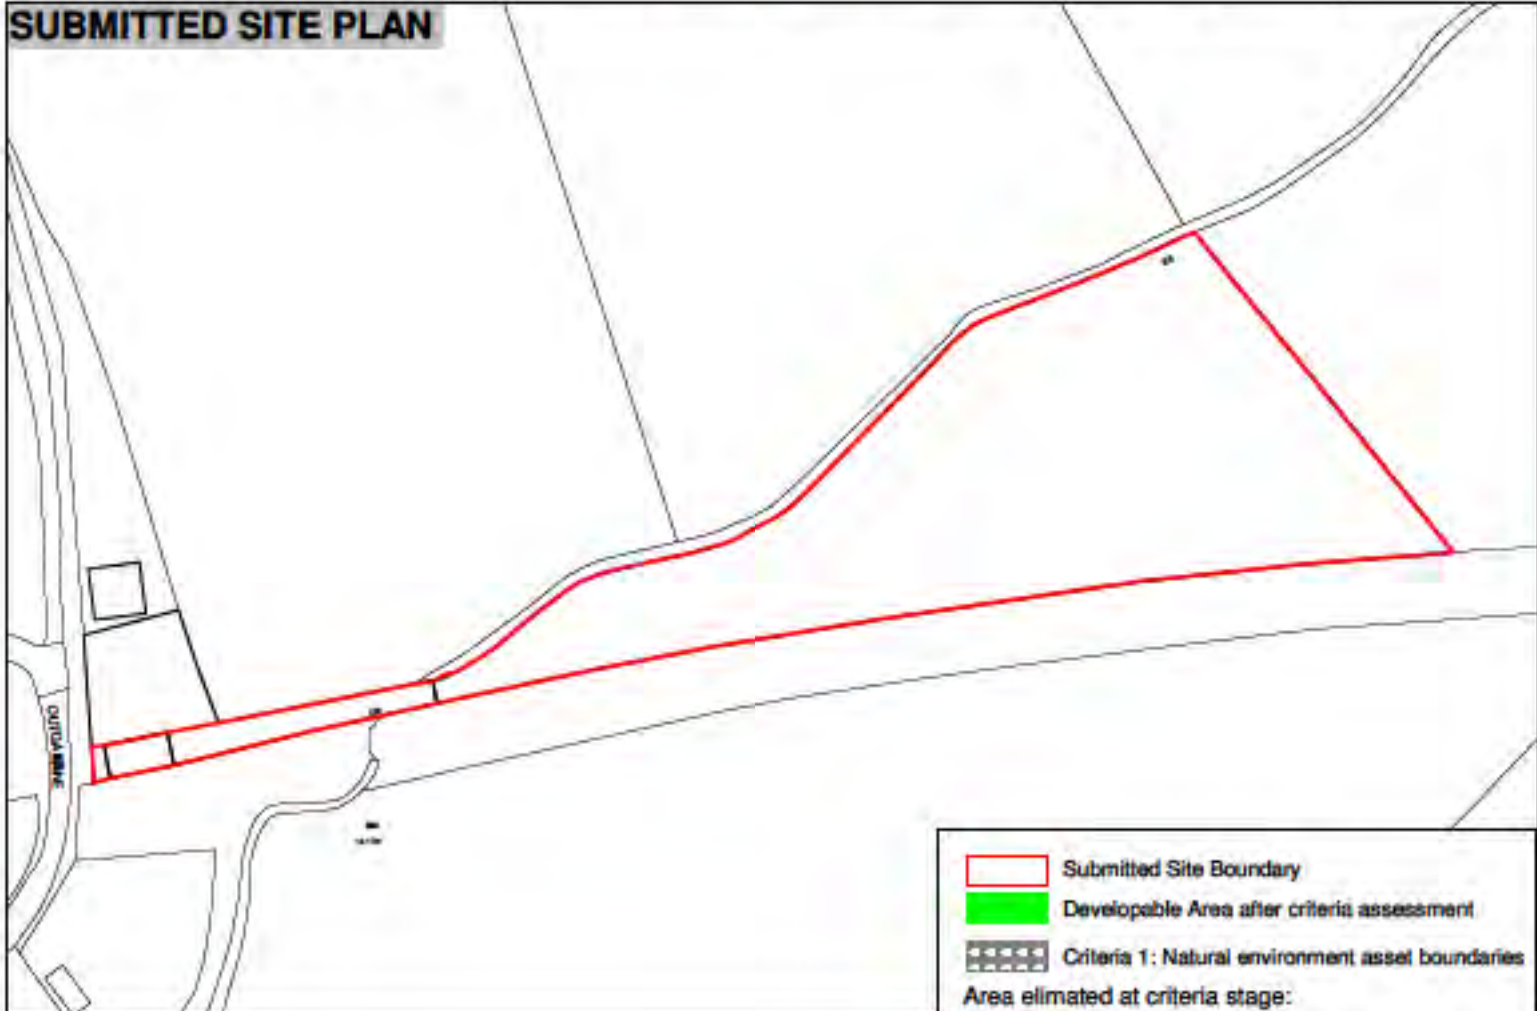 SUBMITTED SITE PLAN
Submitted Site Boundary
Developable Area after criteria assessment
Criteria 1: Natural environment asset boundaries
Area elimated at criteria stage: